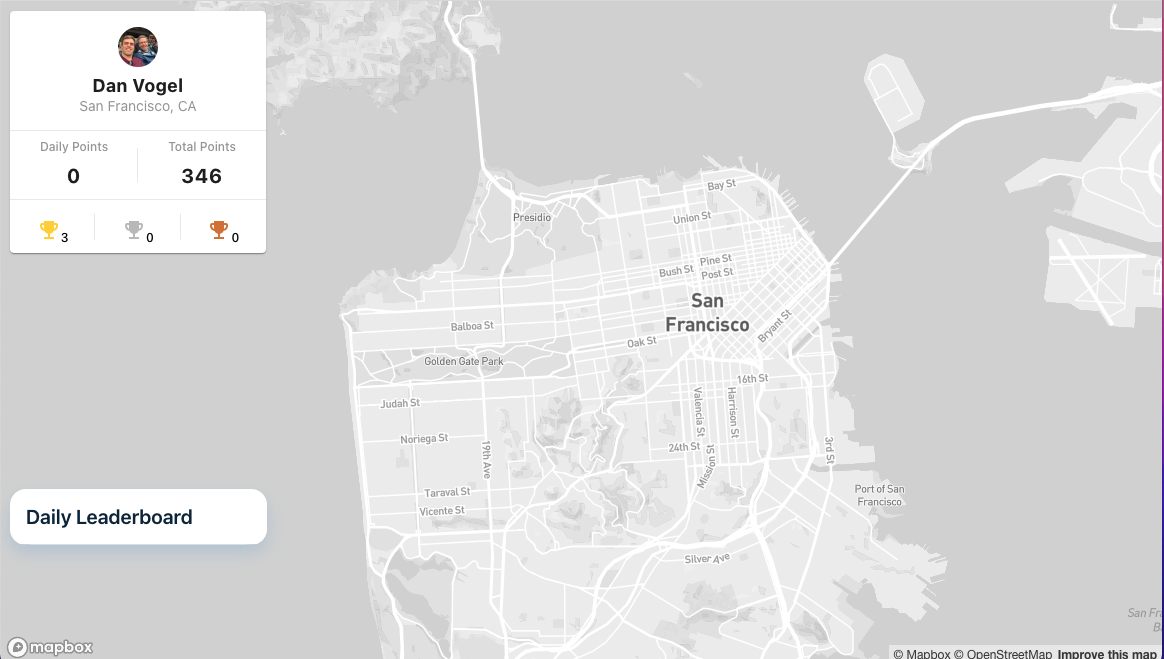 Dan Vogel
San Francisco, CA
Daily Points
Total Points
0
346
3
0
0
Daily Leaderboard
Presidio
Bay St
Union St
Pine St
Bush St
Post St
San
Francisco
Balboa St
Bryant St
Oak St
Golden Gate Park
16th St
Judah St
Valencia St
Harrison St
Noriega St
19th Ave
24th St
Mission St
3rd St
Taraval St
Vicente St
Port of San
Francisco
Silver Ave
mapbox
© Mapbox © OpenStreetMap Improve this map